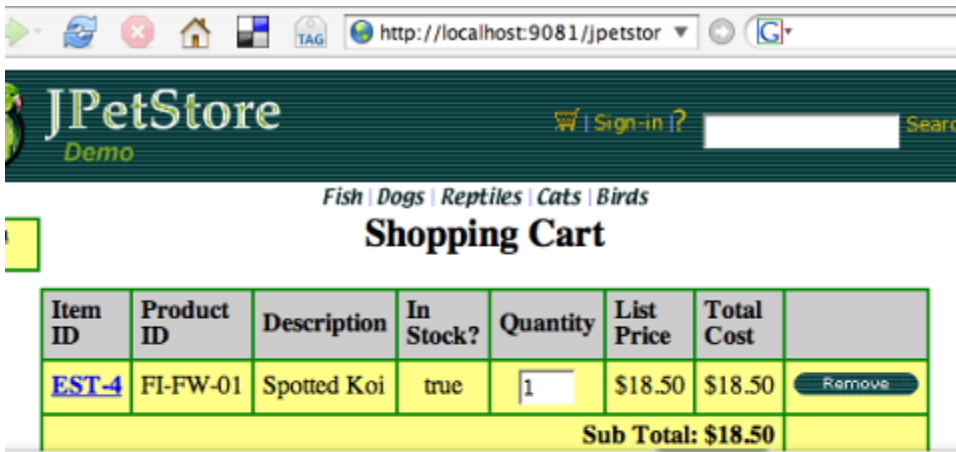 TAG http://localhost:9081/jpetstor G
JPetStore
Demo
| Sign-in | ? Searc
Fish | Dogs | Reptiles | Cats | Birds
Shopping Cart
Item ID Product ID Description In Stock? Quantity List Price Total Cost
EST-4 FI-FW-01 Spotted Koi true 1 $18.50 $18.50 Remove
Sub Total: $18.50